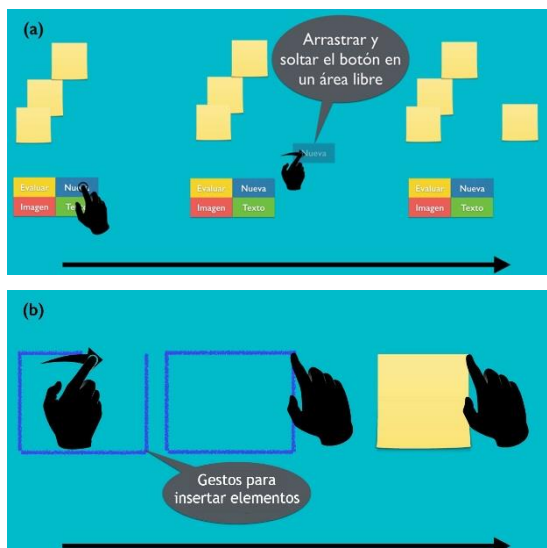 (a)
Arrastrar y
soltar el botón en
un área libre
Nueva
Evaluar Nueva
Imagen Texto
Evaluar Nueva
Imagen Texto
Evaluar Nueva
Imagen Texto
(b)
Gestos para
insertar elementos